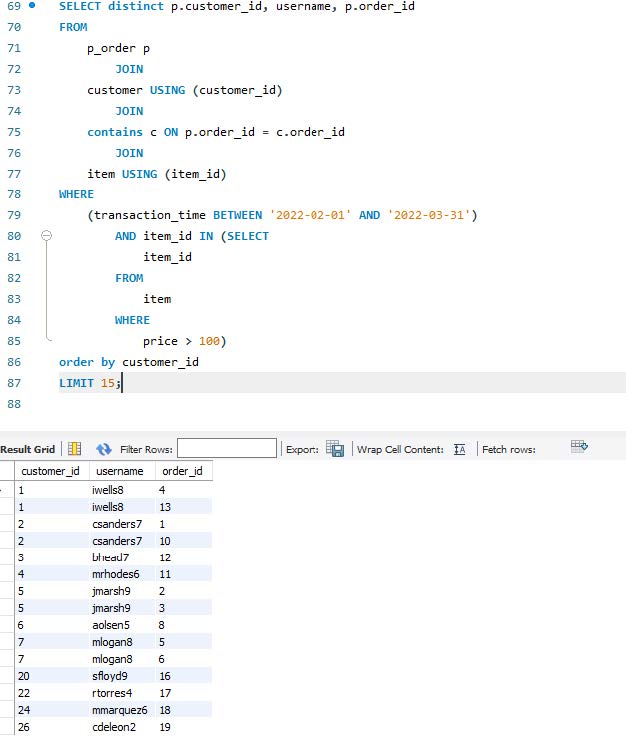 69 SELECT distinct p.customer_id, username, p.order_id
70 FROM
71 p_order p
72 JOIN
73 customer USING (customer_id)
74 JOIN
75 contains c ON p.order_id = c.order_id
76 JOIN
77 item USING (item_id)
78 WHERE
79 (transaction_time BETWEEN '2022-02-01' AND '2022-03-31')
80 AND item_id IN (SELECT
81 item_id
82 FROM
83 item
84 WHERE
85 price > 100)
86 order by customer_id
87 LIMIT 15;
88
Result Grid Filter Rows: Export: Wrap Cell Content: Fetch rows:
customer_id username order_id
1 iwells8 4
1 iwells8 13
2 csanders7 1
2 csanders7 10
3 bhead7 12
4 mrhodes6 11
5 jmarsh9 2
5 jmarsh9 3
6 aolsen5 8
7 mlogan8 5
7 mlogan8 6
20 sfloyd9 16
22 rtorres4 17
24 mmarquez6 18
26 cdeleon2 19